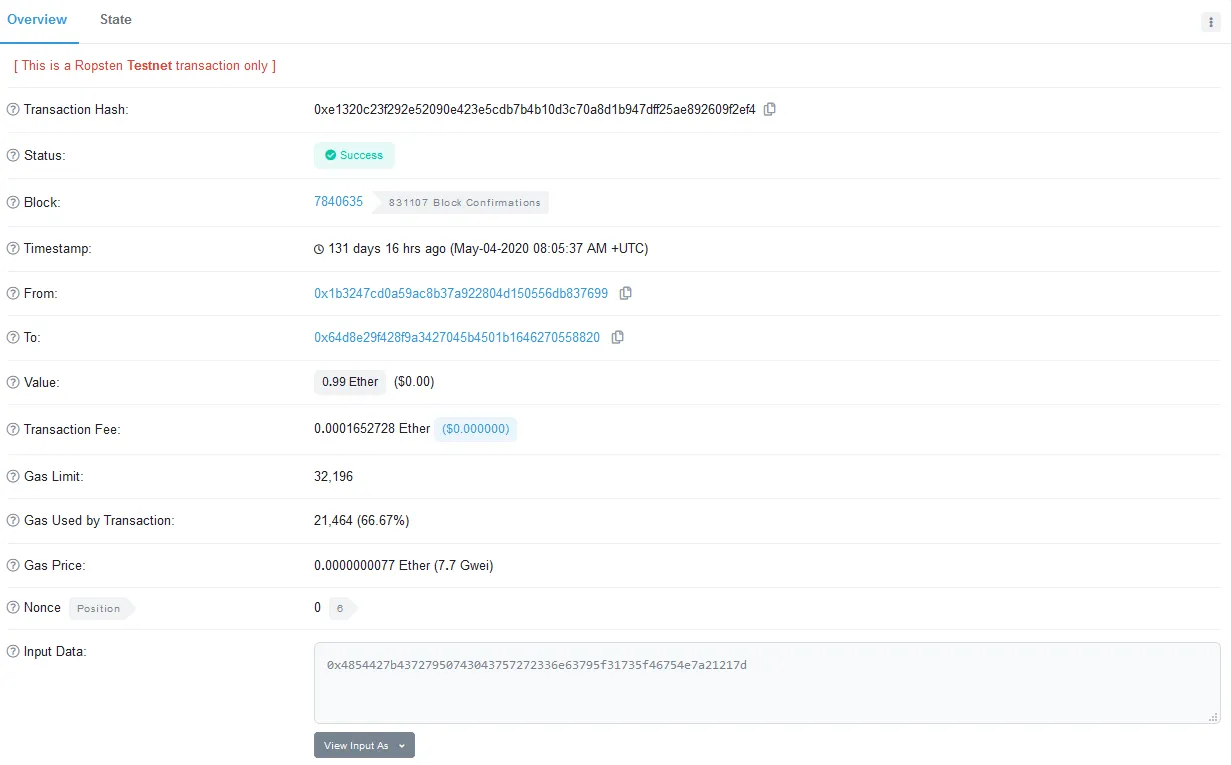 Overview State
[ This is a Ropsten Testnet transaction only ]
Transaction Hash: 0xe1320c23f292e52090e423e5cdb7b4b10d3c70a8d1b947dff25ae892609f2ef4
Status: Success
Block: 7840635 831107 Block Confirmations
Timestamp: 131 days 16 hrs ago (May-04-2020 08:05:37 AM +UTC)
From: 0x1b3247cd0a59ac8b37a922804d150556db837699
To: 0x64d8e29f428f9a3427045b4501b1646270558820
Value: 0.99 Ether ($0.00)
Transaction Fee: 0.0001652728 Ether ($0.000000)
Gas Limit: 32,196
Gas Used by Transaction: 21,464 (66.67%)
Gas Price: 0.0000000077 Ether (7.7 Gwei)
Nonce Position 0 6
Input Data:
0x4854427b43727950743043757272336e63795f31735f46754e7a21217d
View Input As